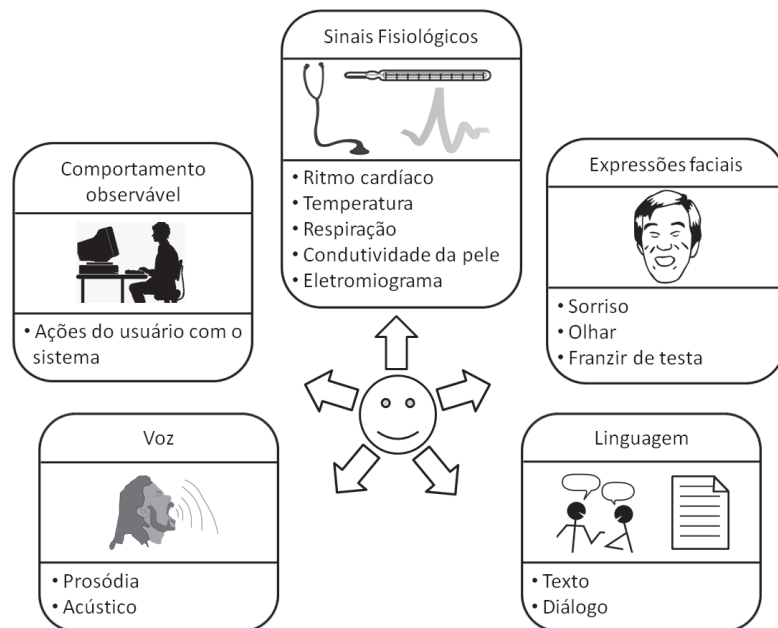 Sinais Fisiológicos
• Ritmo cardíaco
• Temperatura
• Respiração
• Condutividade da pele
• Eletromiograma
Comportamento
observável
• Ações do usuário com o
sistema
Expressões faciais
• Sorriso
• Olhar
• Franzir de testa
Voz
• Prosódia
• Acústico
Linguagem
• Texto
• Diálogo